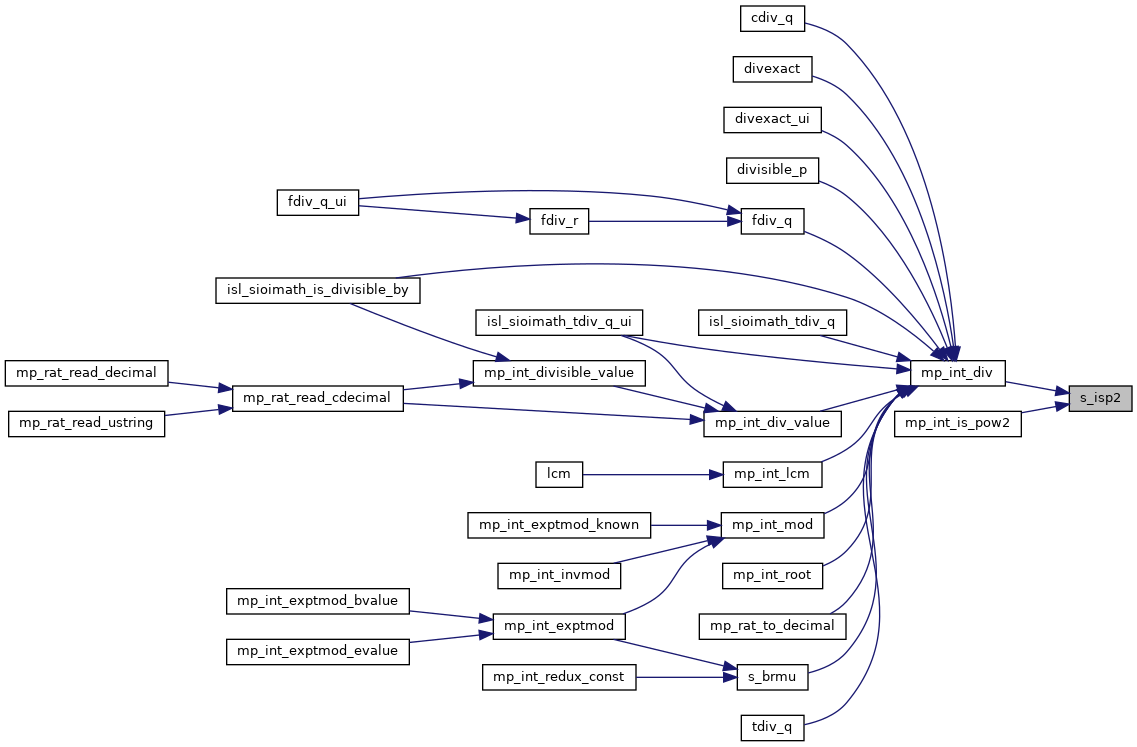 cdiv_q
divexact
divexact_ui
divisible_p
fdiv_q_ui
fdiv_r
fdiv_q
isl_sioimath_is_divisible_by
isl_sioimath_tdiv_q_ui
isl_sioimath_tdiv_q
mp_rat_read_decimal
mp_int_divisible_value
mp_int_div
mp_rat_read_cdecimal
s_isp2
mp_rat_read_ustring
mp_int_div_value
mp_int_is_pow2
lcm
mp_int_lcm
mp_int_exptmod_known
mp_int_mod
mp_int_invmod
mp_int_root
mp_int_exptmod_bvalue
mp_int_exptmod
mp_rat_to_decimal
mp_int_exptmod_evalue
mp_int_redux_const
s_brmu
tdiv_q